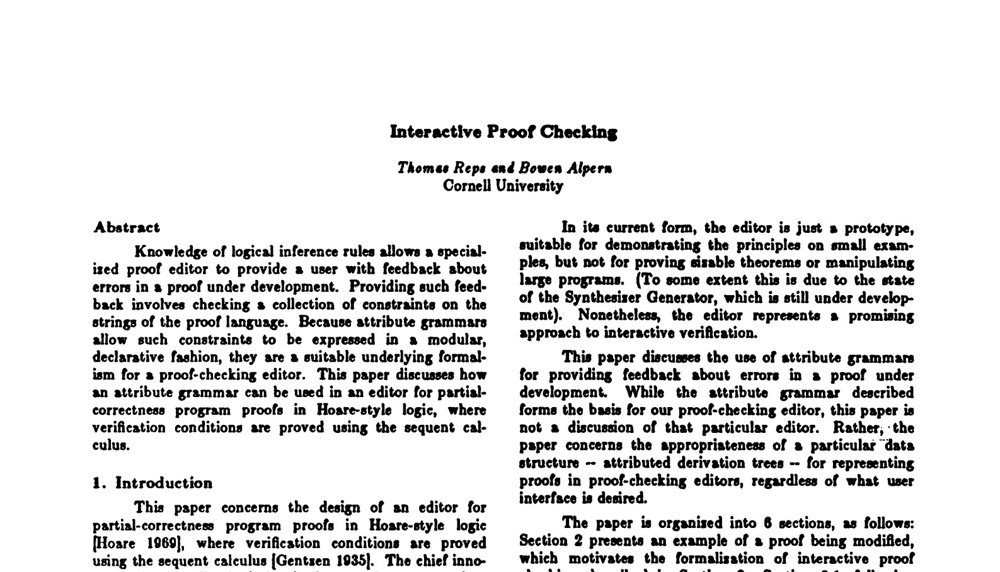 Interactive Proof Checking
Thomas Reps and Bowen Alpern
Cornell University
Abstract
Knowledge of logical inference rules allows a special-
ized proof editor to provide a user with feedback about
errors in a proof under development. Providing such feed-
back involves checking a collection of constraints on the
strings of the proof language. Because attribute grammars
allow such constraints to be expressed in a modular,
declarative fashion, they are a suitable underlying formal-
ism for a proof-checking editor. This paper discusses how
an attribute grammar can be used in an editor for partial-
correctness program proofs in Hoare-style logic, where
verification conditions are proved using the sequent cal-
culus.
1. Introduction
This paper concerns the design of an editor for
partial-correctness program proofs in Hoare-style logic
[Hoare 1969], where verification conditions are proved
using the sequent calculus [Gentzen 1935]. The chief inno-
In its current form, the editor is just a prototype,
suitable for demonstrating the principles on small exam-
ples, but not for proving sizable theorems or manipulating
large programs. (To some extent this is due to the state
of the Synthesizer Generator, which is still under develop-
ment). Nonetheless, the editor represents a promising
approach to interactive verification.
This paper discusses the use of attribute grammars
for providing feedback about errors in a proof under
development. While the attribute grammar described
forms the basis for our proof-checking editor, this paper is
not a discussion of that particular editor. Rather, the
paper concerns the appropriateness of a particular data
structure -- attributed derivation trees -- for representing
proofs in proof-checking editors, regardless of what user
interface is desired.
The paper is organized into 6 sections, as follows:
Section 2 presents an example of a proof being modified,
which motivates the formalization of interactive proof